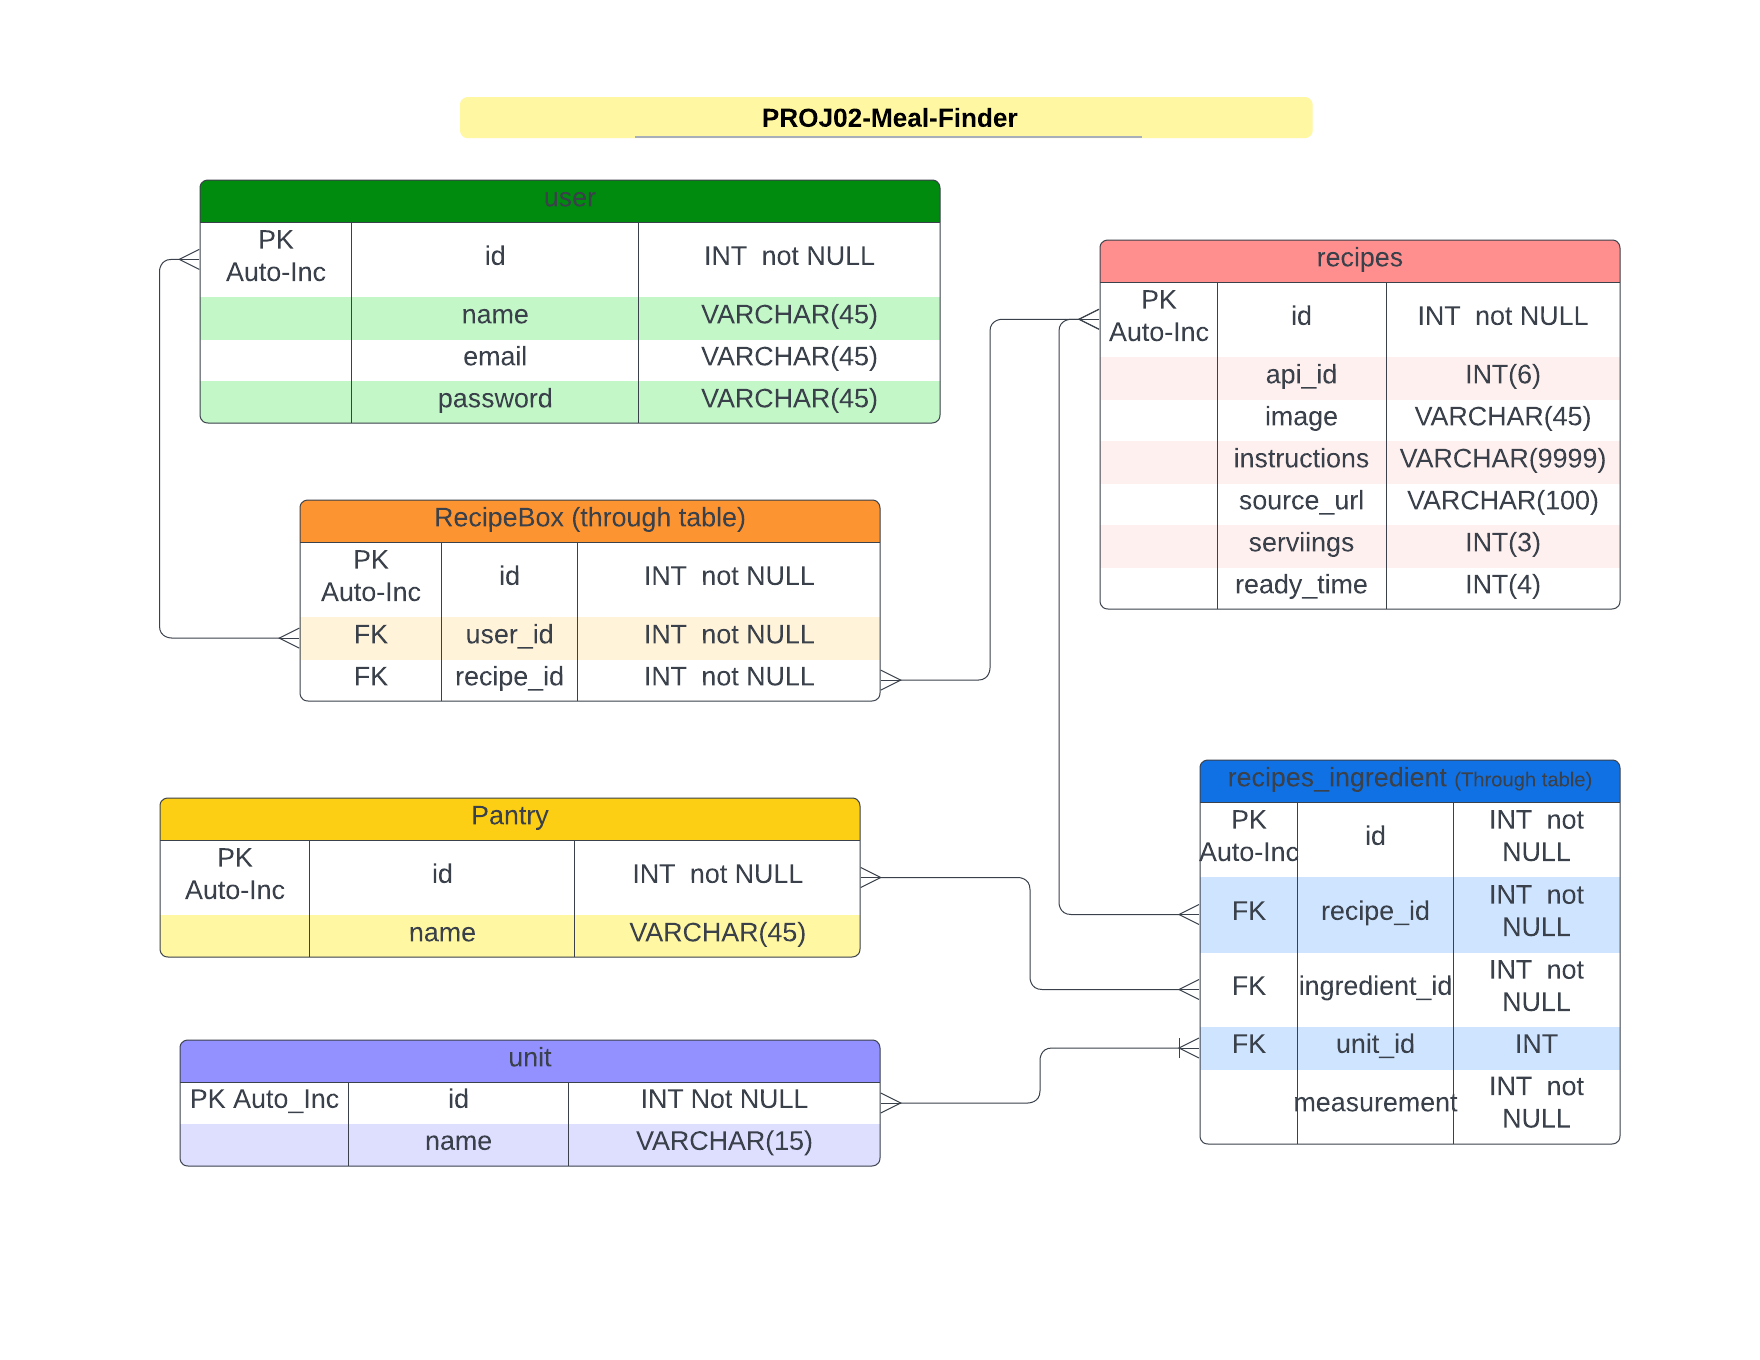 PROJ02-Meal-Finder
user
PK
Auto-Inc
id
INT  not NULL
name
VARCHAR(45)
email
VARCHAR(45)
password
VARCHAR(45)
recipes
PK
Auto-Inc
id
INT  not NULL
api_id
INT(6)
image
VARCHAR(45)
instructions
VARCHAR(9999)
source_url
VARCHAR(100)
serviings
INT(3)
ready_time
INT(4)
RecipeBox (through table)
PK
Auto-Inc
id
INT  not NULL
FK
user_id
INT  not NULL
FK
recipe_id
INT  not NULL
Pantry
PK
Auto-Inc
id
INT  not NULL
name
VARCHAR(45)
recipes_ingredient (Through table)
PK
Auto-Inc
id
INT  not
NULL
FK
recipe_id
INT  not
NULL
FK
ingredient_id
INT  not
NULL
FK
unit_id
INT
measurement
INT  not
NULL
unit
PK Auto_Inc
id
INT Not NULL
name
VARCHAR(15)